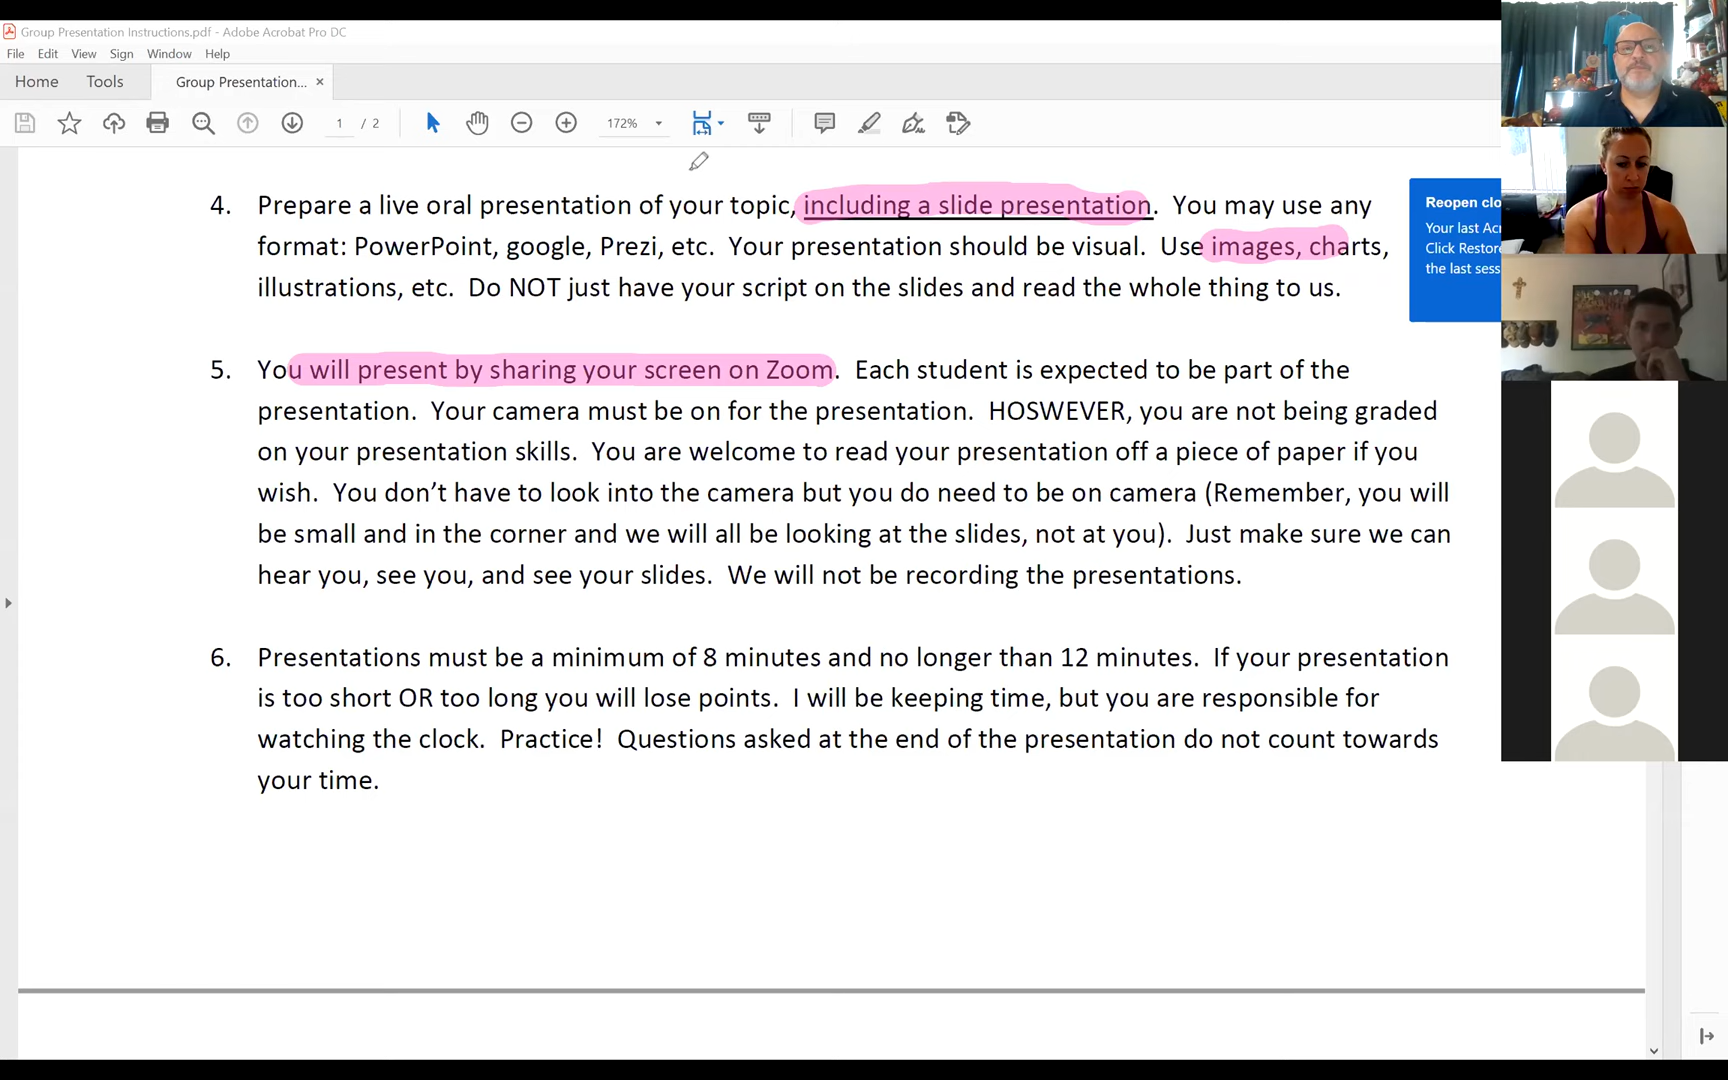 Group Presentation Instructions.pdf - Adobe Acrobat Pro DC
File Edit View Sign Window Help
Home Tools Group Presentation... ×
1 / 2 172%
4. Prepare a live oral presentation of your topic, including a slide presentation. You may use any
format: PowerPoint, google, Prezi, etc. Your presentation should be visual. Use images, charts,
illustrations, etc. Do NOT just have your script on the slides and read the whole thing to us.
Reopen clo
Your last Acr
Click Restore
the last sess
5. You will present by sharing your screen on Zoom. Each student is expected to be part of the
presentation. Your camera must be on for the presentation. HOSWEVER, you are not being graded
on your presentation skills. You are welcome to read your presentation off a piece of paper if you
wish. You don’t have to look into the camera but you do need to be on camera (Remember, you will
be small and in the corner and we will all be looking at the slides, not at you). Just make sure we can
hear you, see you, and see your slides. We will not be recording the presentations.
6. Presentations must be a minimum of 8 minutes and no longer than 12 minutes. If your presentation
is too short OR too long you will lose points. I will be keeping time, but you are responsible for
watching the clock. Practice! Questions asked at the end of the presentation do not count towards
your time.